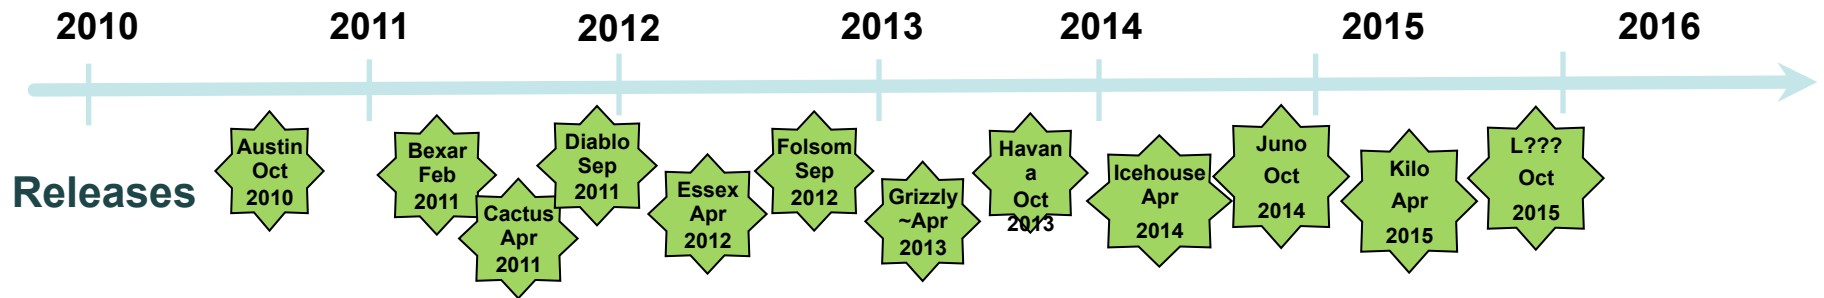 2010 2011 2012 2013 2014 2015 2016
Releases
Austin
Oct
2010
Bexar
Feb
2011
Cactus
Apr
2011
Diablo
Sep
2011
Essex
Apr
2012
Folsom
Sep
2012
Grizzly
~Apr
2013
Havan
a
Oct
2013
Icehouse
Apr
2014
Juno
Oct
2014
Kilo
Apr
2015
L???
Oct
2015